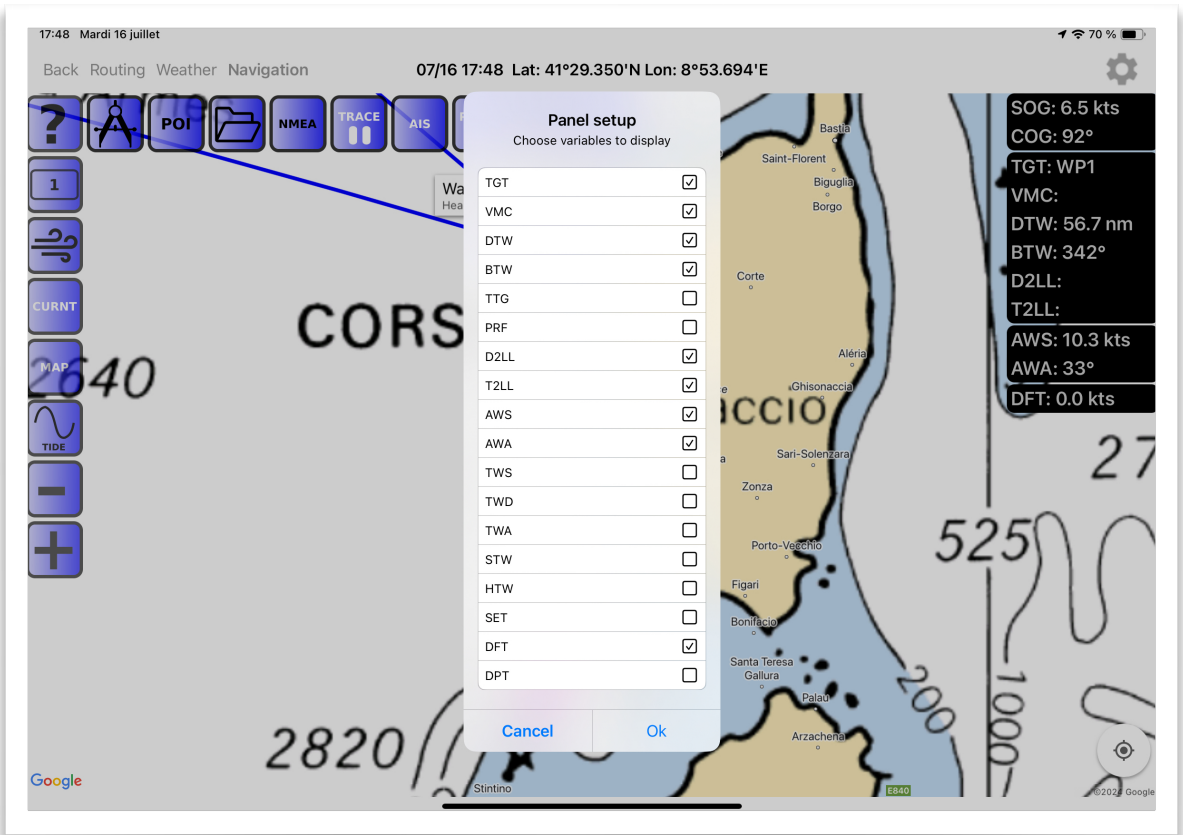 17:48 Mardi 16 juillet
70 %
Back Routing Weather Navigation
07/16 17:48 Lat: 41°29.350'N Lon: 8°53.694'E
?
POI
NMEA
TRACE
AIS
1
CURNT
MAP
TIDE
Wa
Hea
CORS
2640
2820
Panel setup
Choose variables to display
TGT
VMC
DTW
BTW
TTG
PRF
D2LL
T2LL
AWS
AWA
TWS
TWD
TWA
STW
HTW
SET
DFT
DPT
Cancel
Ok
Bastia
Saint-Florent
Biguglia
Borgo
Corte
Aléria
Ghisonaccia
ACCIO
Sari-Solenzara
Zonza
Porto-Vecchio
Figari
Bonifacio
Santa Teresa
Gallura
Palau
Arzachena
Stintino
E840
SOG: 6.5 kts
COG: 92°
TGT: WP1
VMC:
DTW: 56.7 nm
BTW: 342°
D2LL:
T2LL:
AWS: 10.3 kts
AWA: 33°
DFT: 0.0 kts
27
525
200
1000
Google
©2024 Google